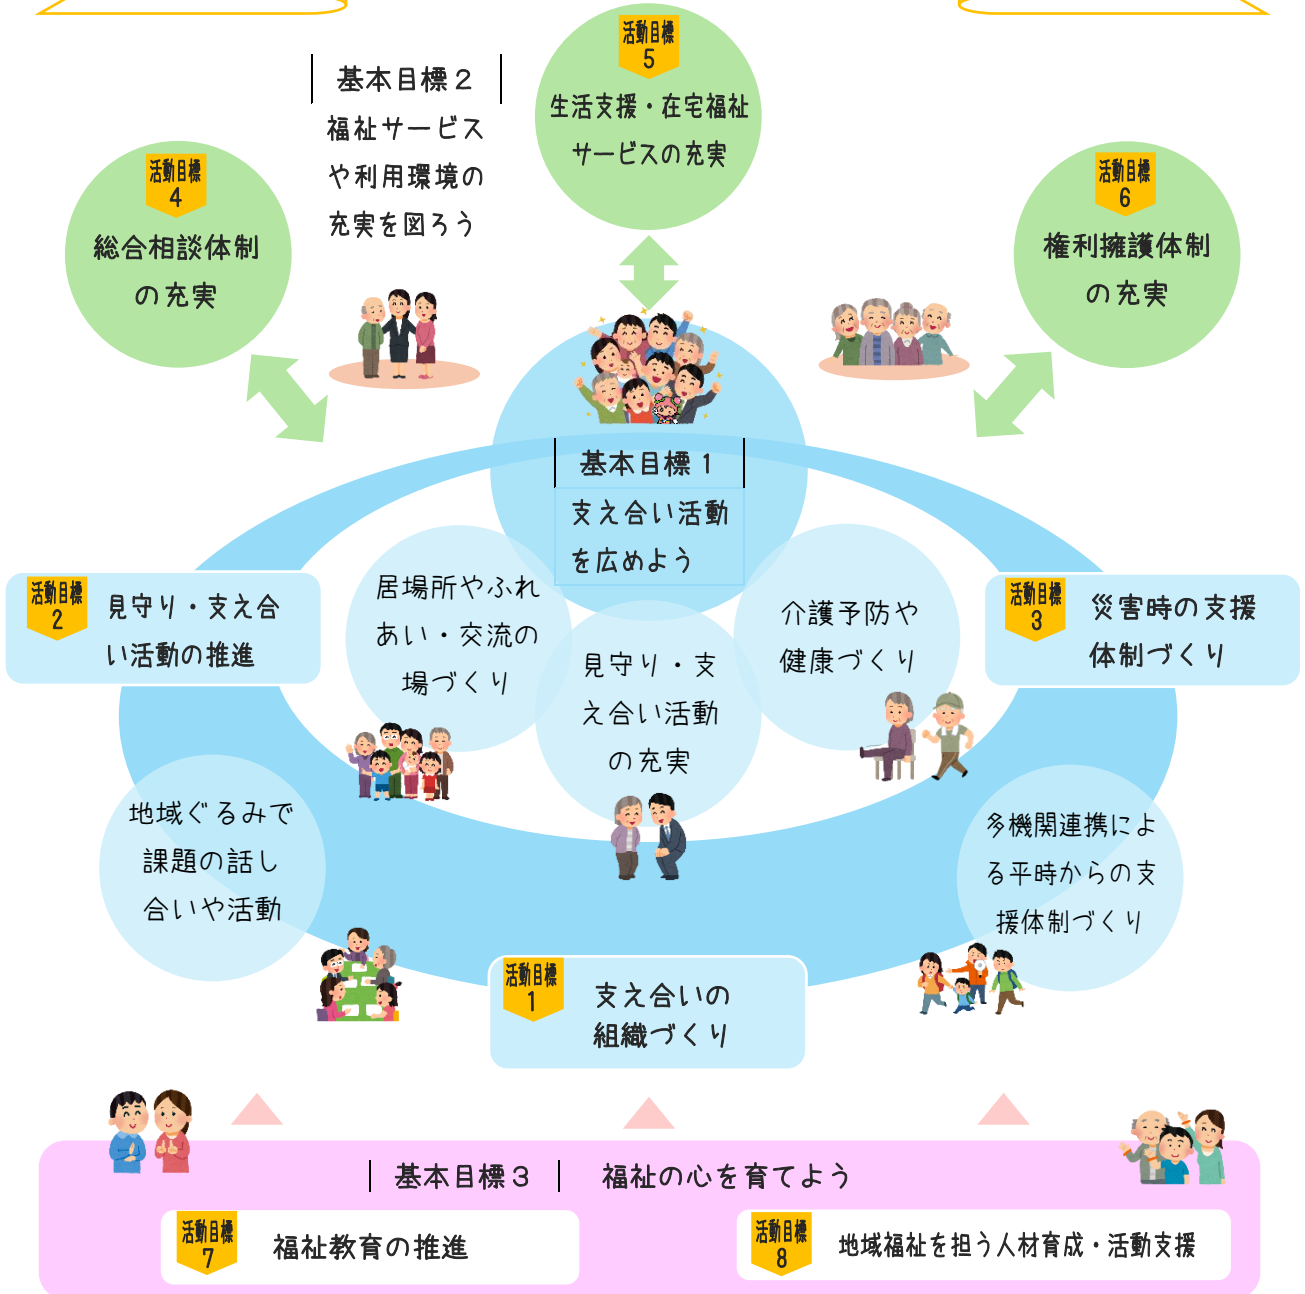 活動目標
5
生活支援・在宅福祉
サービスの充実
基本目標２
福祉サービス
や利用環境の
充実を図ろう
活動目標
4
総合相談体制
の充実
活動目標
6
権利擁護体制
の充実
基本目標１
支え合い活動
を広めよう
活動目標
2
見守り・支え合
い活動の推進
居場所やふれ
あい・交流の
場づくり
見守り・支
え合い活動
の充実
介護予防や
健康づくり
活動目標
3
災害時の支援
体制づくり
地域ぐるみで
課題の話し
合いや活動
多機関連携によ
る平時からの支
援体制づくり
活動目標
1
支え合いの
組織づくり
基本目標３
福祉の心を育てよう
活動目標
7
福祉教育の推進
活動目標
8
地域福祉を担う人材育成・活動支援